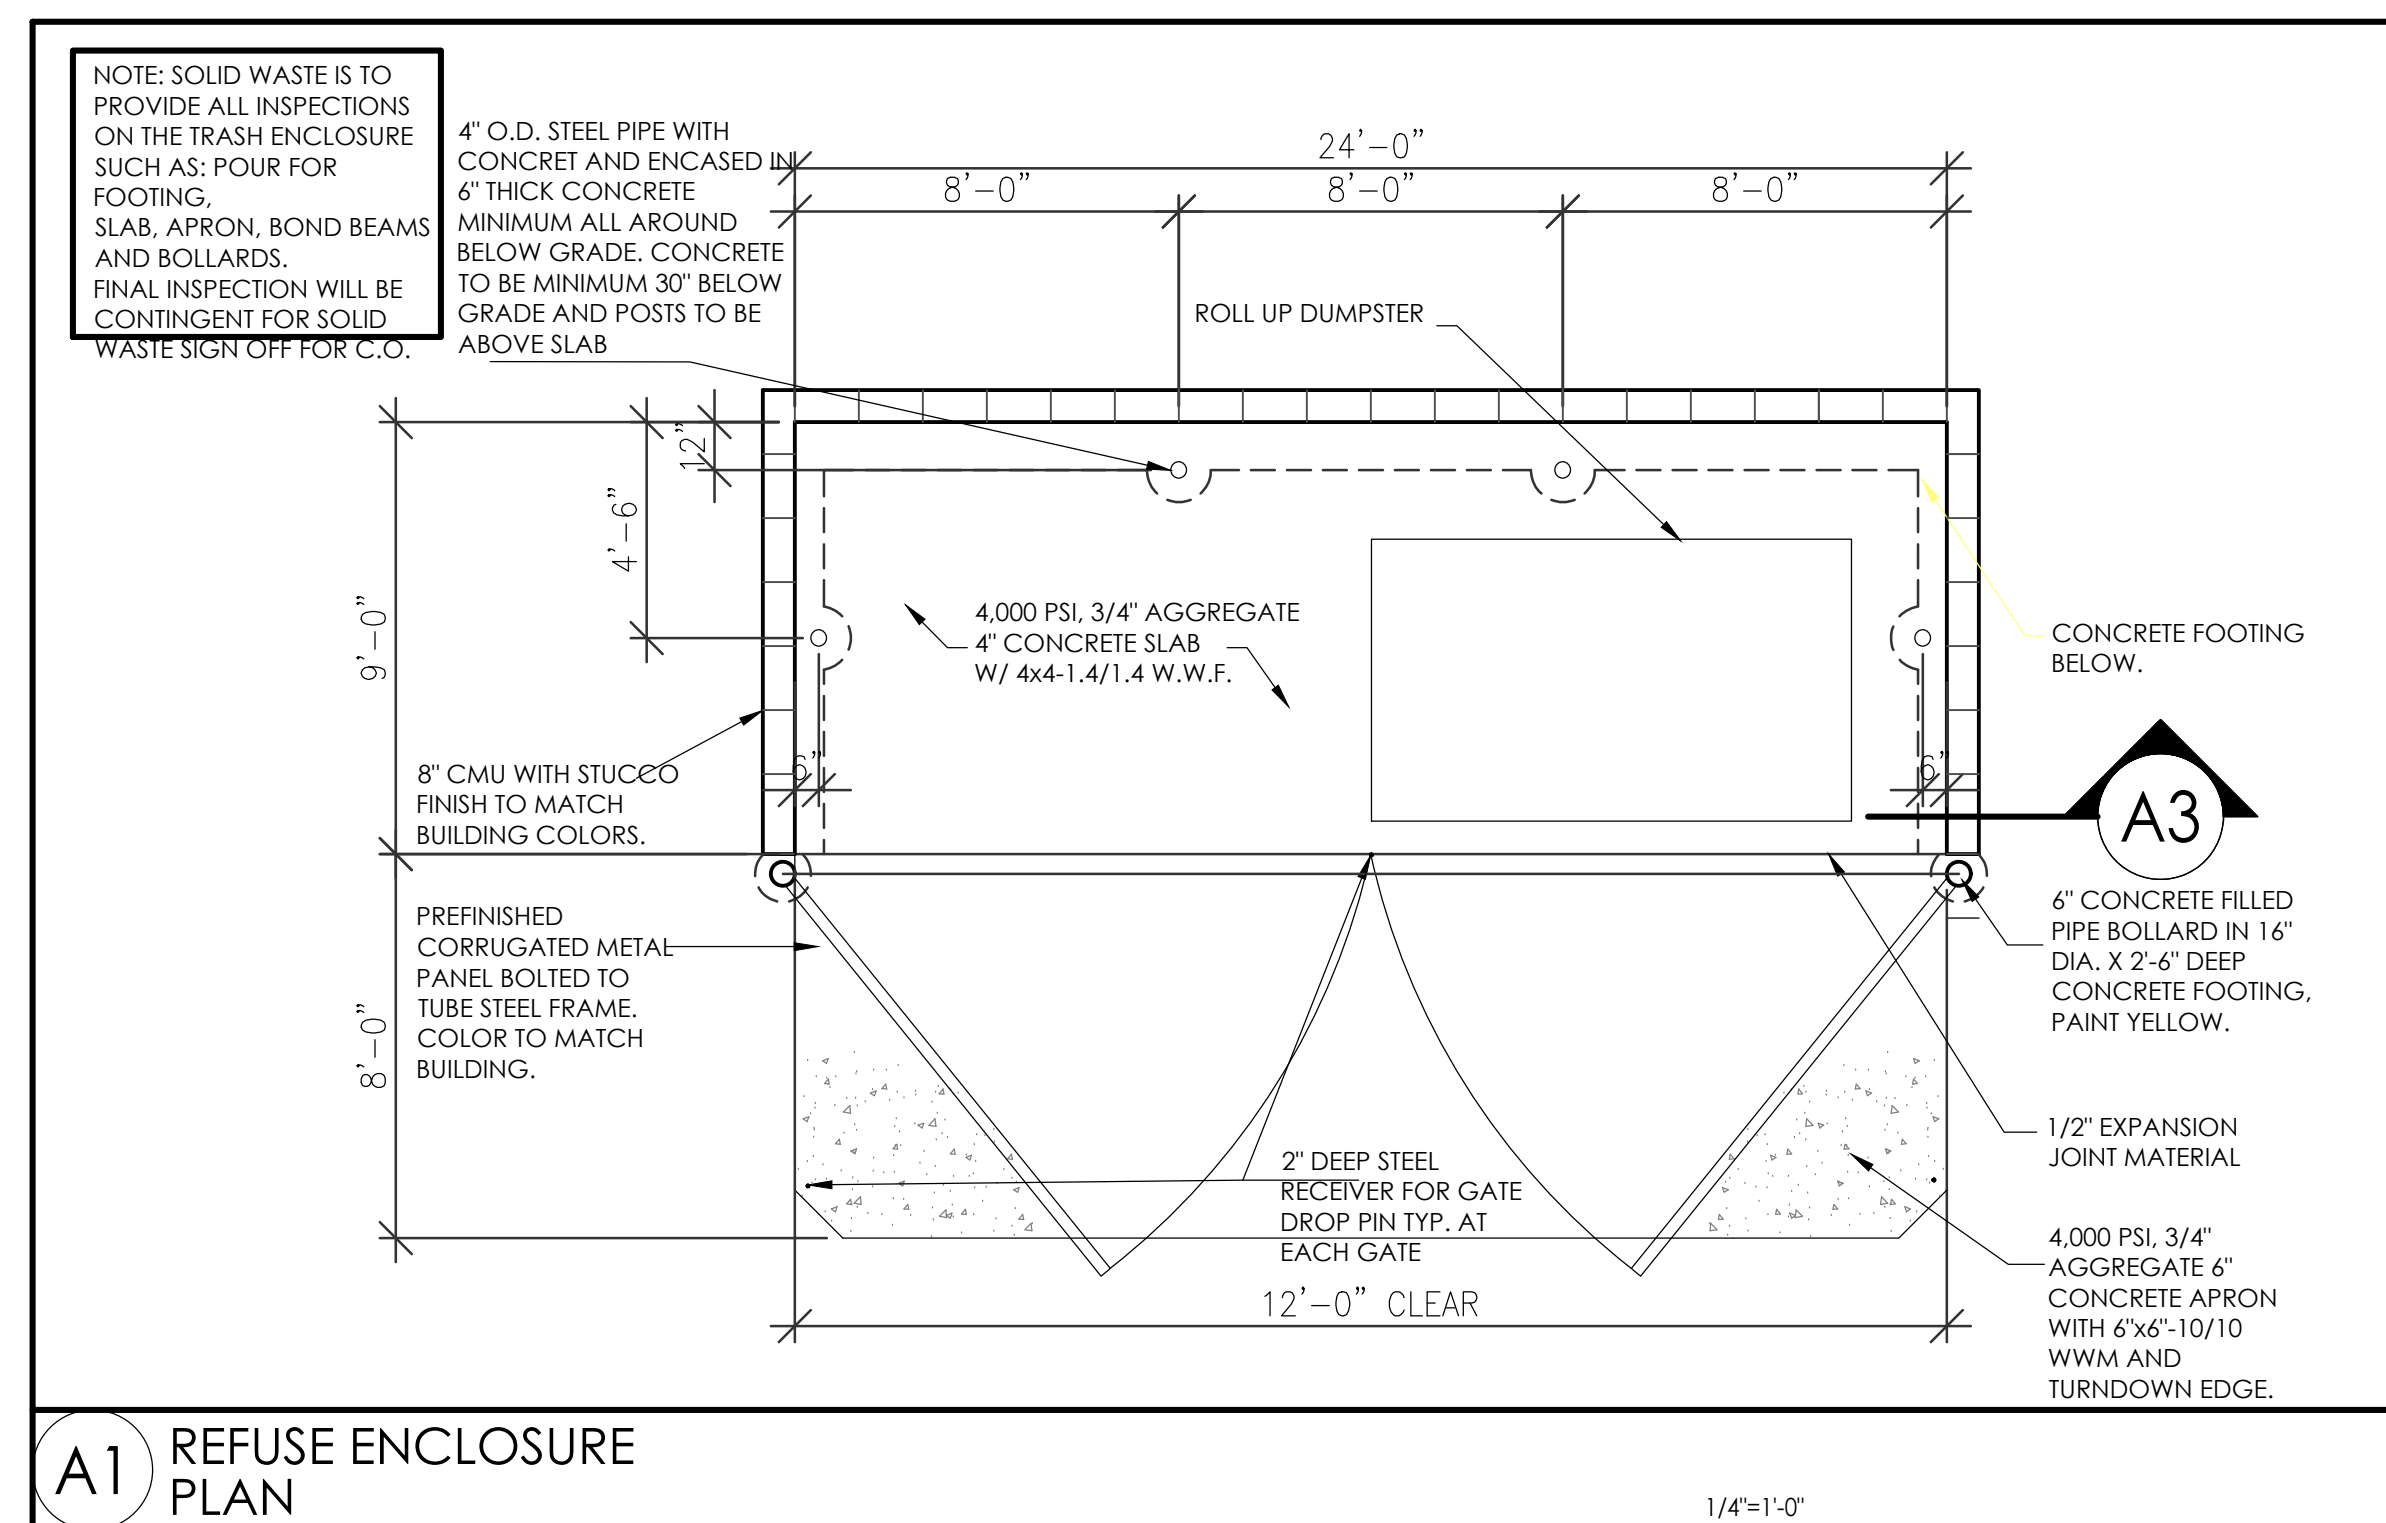 NOTE: SOLID WASTE IS TO
PROVIDE ALL INSPECTIONS
ON THE TRASH ENCLOSURE
SUCH AS: POUR FOR
FOOTING,
SLAB, APRON, BOND BEAMS
AND BOLLARDS.
FINAL INSPECTION WILL BE
CONTINGENT FOR SOLID
WASTE SIGN OFF FOR C.O.
4" O.D. STEEL PIPE WITH
CONCRET AND ENCASED IN
6" THICK CONCRETE
MINIMUM ALL AROUND
BELOW GRADE. CONCRETE
TO BE MINIMUM 30" BELOW
GRADE AND POSTS TO BE
ABOVE SLAB
24'-0"
8'-0"
8'-0"
8'-0"
ROLL UP DUMPSTER
12"
4'-6"
9'-0"
4,000 PSI, 3/4" AGGREGATE
4" CONCRETE SLAB
W/ 4x4-1.4/1.4 W.W.F.
CONCRETE FOOTING
BELOW.
8" CMU WITH STUCCO
FINISH TO MATCH
BUILDING COLORS.
6"
6"
A3
6" CONCRETE FILLED
PIPE BOLLARD IN 16"
DIA. X 2'-6" DEEP
CONCRETE FOOTING,
PAINT YELLOW.
PREFINISHED
CORRUGATED METAL
PANEL BOLTED TO
TUBE STEEL FRAME.
COLOR TO MATCH
BUILDING.
8'-0"
1/2" EXPANSION
JOINT MATERIAL
2" DEEP STEEL
RECEIVER FOR GATE
DROP PIN TYP. AT
EACH GATE
4,000 PSI, 3/4"
AGGREGATE 6"
CONCRETE APRON
WITH 6"x6"-10/10
WWM AND
TURNDOWN EDGE.
12'-0" CLEAR
A1
REFUSE ENCLOSURE
PLAN
1/4"=1'-0"